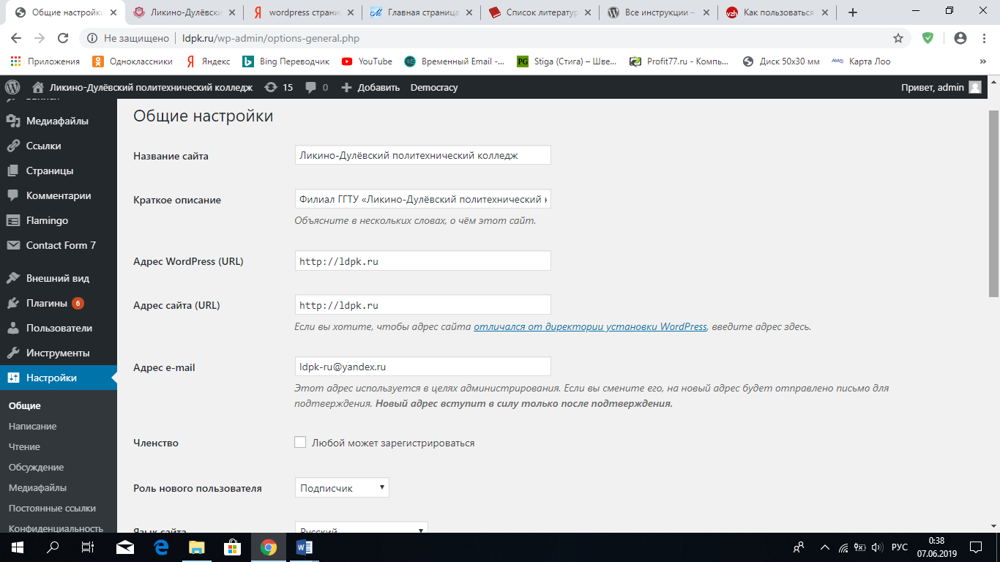 Общие настройки
Ликино-Дулёвски
wordpress страни
Главная страница
Список литератур
Все инструкции –
Как пользоваться
Не защищено
ldpk.ru/wp-admin/options-general.php
Приложения
Одноклассники
Яндекс
Bing Переводчик
YouTube
Временный Email -...
Stiga (Стига) – Шве...
Profit77.ru - Компь...
Диск 50х30 мм
Карта Лоо
Ликино-Дулёвский политехнический колледж
15
0
Добавить
Democracy
Привет, admin
Медиафайлы
Ссылки
Страницы
Комментарии
Flamingo
Contact Form 7
Внешний вид
Плагины 6
Пользователи
Инструменты
Настройки
Общие
Написание
Чтение
Обсуждение
Медиафайлы
Постоянные ссылки
Конфиденциальность
Общие настройки
Название сайта
Ликино-Дулёвский политехнический колледж
Краткое описание
Филиал ГГТУ «Ликино-Дулёвский политехнический к
Объясните в нескольких словах, о чём этот сайт.
Адрес WordPress (URL)
http://ldpk.ru
Адрес сайта (URL)
http://ldpk.ru
Если вы хотите, чтобы адрес сайта отличался от директории установки WordPress, введите адрес здесь.
Адрес e-mail
ldpk-ru@yandex.ru
Этот адрес используется в целях администрирования. Если вы смените его, на новый адрес будет отправлено письмо для
подтверждения. Новый адрес вступит в силу только после подтверждения.
Членство
Любой может зарегистрироваться
Роль нового пользователя
Подписчик
Язык сайта
Русский
РУС
0:38
07.06.2019